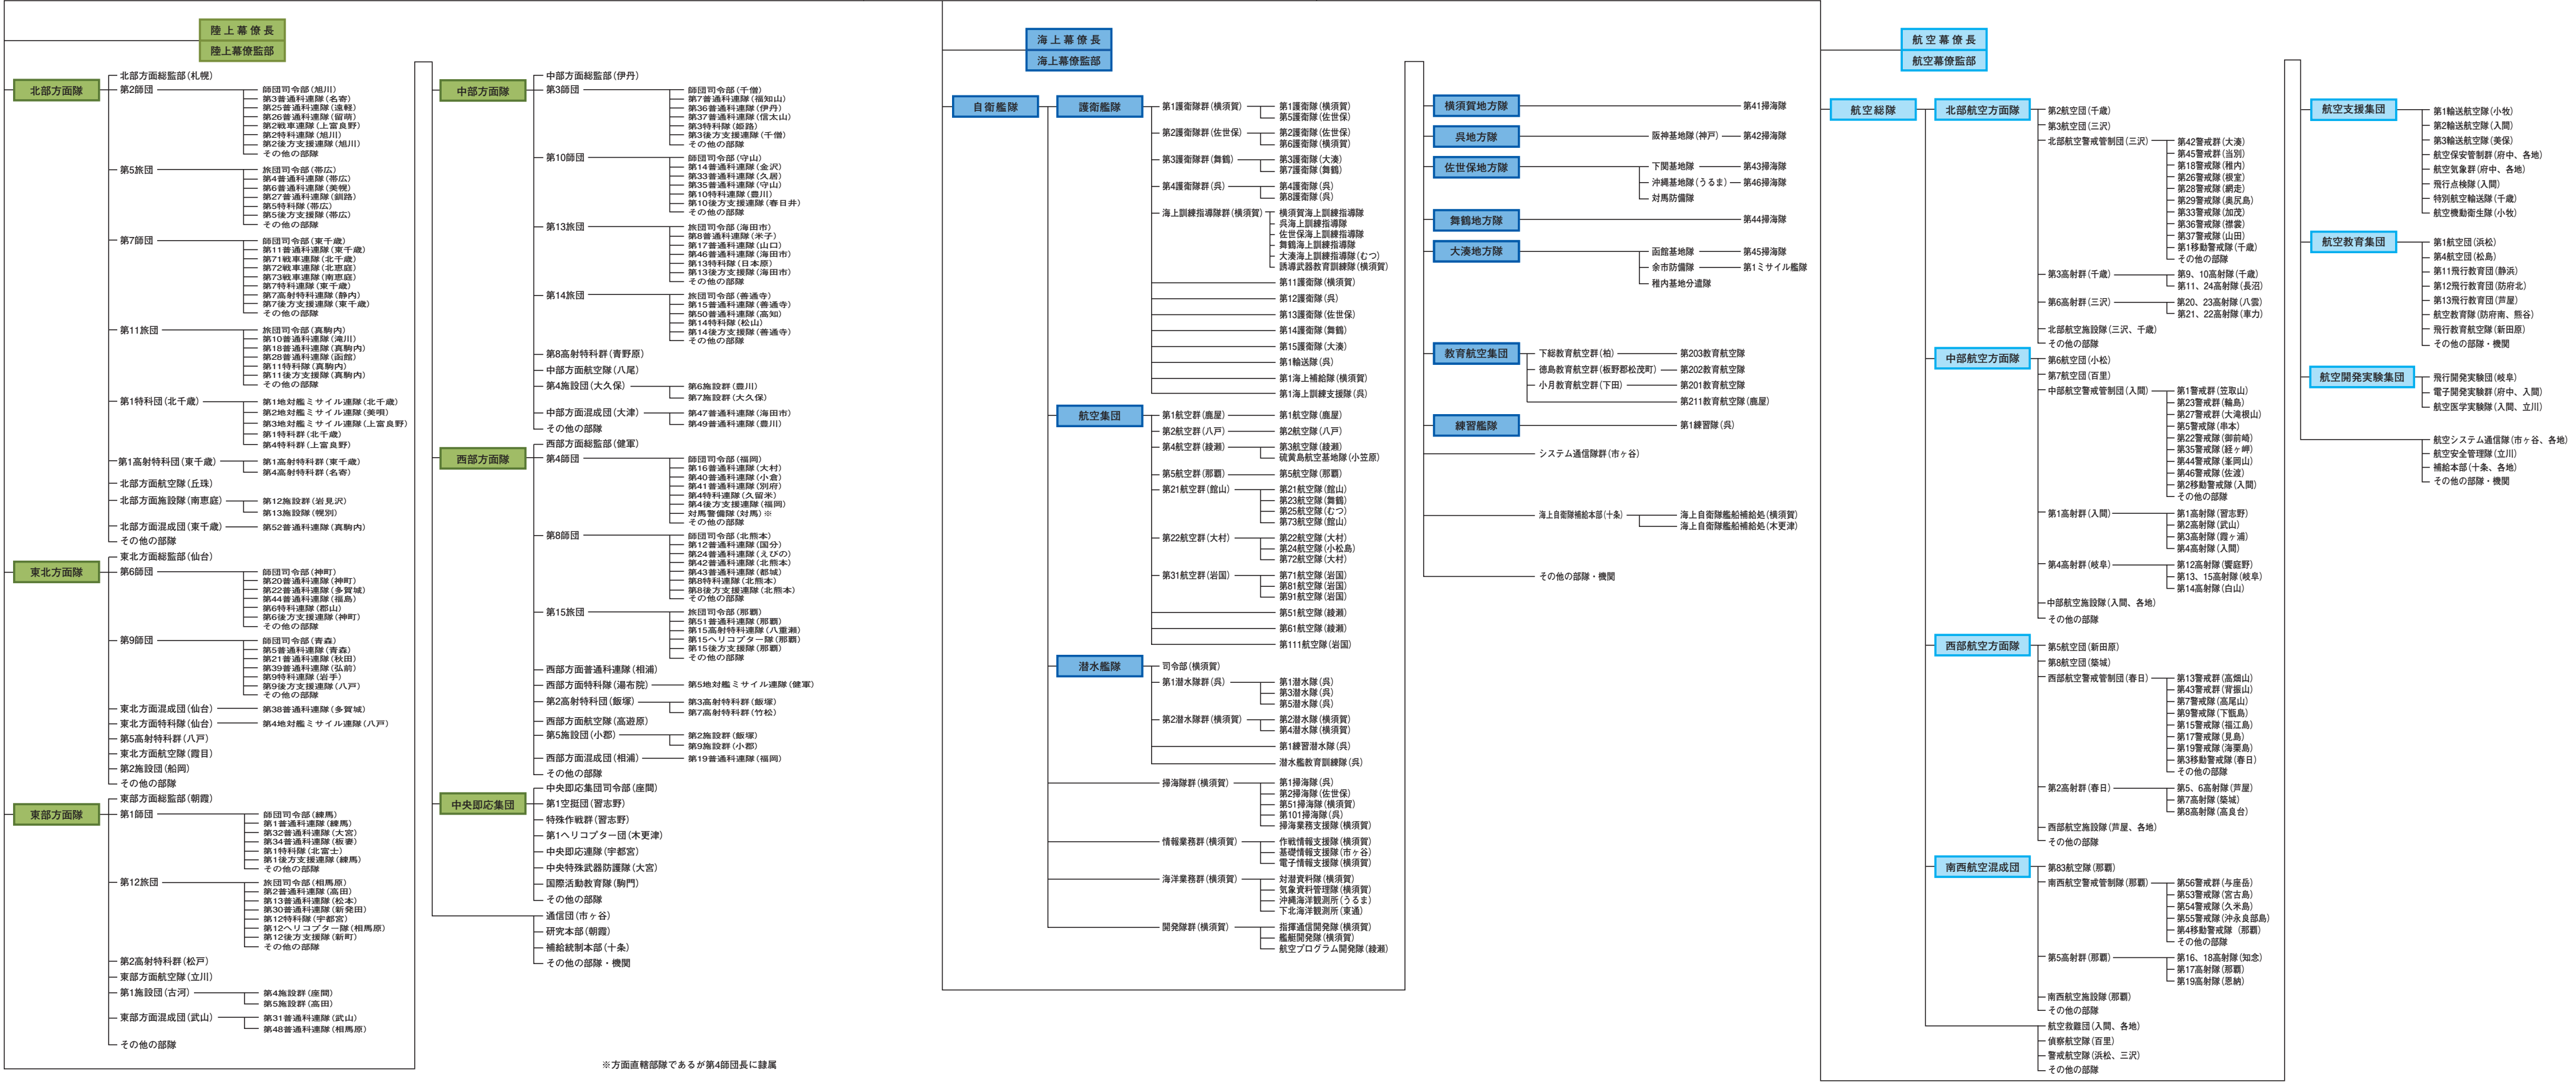 陸上幕僚長
陸上幕僚監部
北部方面隊
北部方面総監部(札幌)
第2師団
師団司令部(旭川)
第3普通科連隊(名寄)
第25普通科連隊(遠軽)
第26普通科連隊(留萌)
第2戦車連隊(上富良野)
第2特科連隊(旭川)
第2後方支援連隊(旭川)
その他の部隊
第5旅団
旅団司令部(帯広)
第4普通科連隊(帯広)
第6普通科連隊(美幌)
第27普通科連隊(釧路)
第5特科隊(帯広)
第5後方支援隊(帯広)
その他の部隊
第7師団
師団司令部(東千歳)
第11普通科連隊(東千歳)
第71戦車連隊(北千歳)
第72戦車連隊(北恵庭)
第73戦車連隊(南恵庭)
第7特科連隊(東千歳)
第7高射特科連隊(静内)
第7後方支援連隊(東千歳)
その他の部隊
第11旅団
旅団司令部(真駒内)
第10普通科連隊(滝川)
第18普通科連隊(真駒内)
第28普通科連隊(函館)
第11特科隊(真駒内)
第11後方支援隊(真駒内)
その他の部隊
第1特科団(北千歳)
第1地対艦ミサイル連隊(北千歳)
第2地対艦ミサイル連隊(美唄)
第3地対艦ミサイル連隊(上富良野)
第1特科群(北千歳)
第4特科群(上富良野)
第1高射特科団(東千歳)
第1高射特科群(東千歳)
第4高射特科群(名寄)
北部方面航空隊(丘珠)
北部方面施設隊(南恵庭)
第12施設群(岩見沢)
第13施設隊(幌別)
北部方面混成団(東千歳)
第52普通科連隊(真駒内)
その他の部隊
東北方面隊
東北方面総監部(仙台)
第6師団
師団司令部(神町)
第20普通科連隊(神町)
第22普通科連隊(多賀城)
第44普通科連隊(福島)
第6特科連隊(郡山)
第6後方支援連隊(神町)
その他の部隊
第9師団
師団司令部(青森)
第5普通科連隊(青森)
第21普通科連隊(秋田)
第39普通科連隊(弘前)
第9特科連隊(岩手)
第9後方支援連隊(八戸)
その他の部隊
東北方面混成団(仙台)
第38普通科連隊(多賀城)
東北方面特科隊(仙台)
第4地対艦ミサイル連隊(八戸)
第5高射特科群(八戸)
東北方面航空隊(霞目)
第2施設団(船岡)
その他の部隊
東部方面隊
東部方面総監部(朝霞)
第1師団
師団司令部(練馬)
第1普通科連隊(練馬)
第32普通科連隊(大宮)
第34普通科連隊(板妻)
第1特科隊(北富士)
第1後方支援連隊(練馬)
その他の部隊
第12旅団
旅団司令部(相馬原)
第2普通科連隊(高田)
第13普通科連隊(松本)
第30普通科連隊(新発田)
第12特科隊(宇都宮)
第12ヘリコプター隊(相馬原)
第12後方支援隊(新町)
その他の部隊
第2高射特科群(松戸)
東部方面航空隊(立川)
第1施設団(古河)
第4施設群(座間)
第5施設群(高田)
東部方面混成団(武山)
第31普通科連隊(武山)
第48普通科連隊(相馬原)
その他の部隊
中部方面隊
中部方面総監部(伊丹)
第3師団
師団司令部(千僧)
第7普通科連隊(福知山)
第36普通科連隊(伊丹)
第37普通科連隊(信太山)
第3特科隊(姫路)
第3後方支援連隊(千僧)
その他の部隊
第10師団
師団司令部(守山)
第14普通科連隊(金沢)
第33普通科連隊(久居)
第35普通科連隊(守山)
第10特科連隊(豊川)
第10後方支援連隊(春日井)
その他の部隊
第13旅団
旅団司令部(海田市)
第8普通科連隊(米子)
第17普通科連隊(山口)
第46普通科連隊(海田市)
第13特科隊(日本原)
第13後方支援隊(海田市)
その他の部隊
第14旅団
旅団司令部(善通寺)
第15普通科連隊(善通寺)
第50普通科連隊(高知)
第14特科隊(松山)
第14後方支援隊(善通寺)
その他の部隊
第8高射特科群(青野原)
中部方面航空隊(八尾)
第4施設団(大久保)
第6施設群(豊川)
第7施設群(大久保)
中部方面混成団(大津)
第47普通科連隊(海田市)
第49普通科連隊(豊川)
その他の部隊
西部方面隊
西部方面総監部(健軍)
第4師団
師団司令部(福岡)
第16普通科連隊(大村)
第40普通科連隊(小倉)
第41普通科連隊(別府)
第4特科連隊(久留米)
第4後方支援連隊(福岡)
対馬警備隊(対馬)※
その他の部隊
第8師団
師団司令部(北熊本)
第12普通科連隊(国分)
第24普通科連隊(えびの)
第42普通科連隊(北熊本)
第43普通科連隊(都城)
第8特科連隊(北熊本)
第8後方支援連隊(北熊本)
その他の部隊
第15旅団
旅団司令部(那覇)
第51普通科連隊(那覇)
第15高射特科連隊(八重瀬)
第15ヘリコプター隊(那覇)
第15後方支援隊(那覇)
その他の部隊
西部方面普通科連隊(相浦)
西部方面特科隊(湯布院)
第5地対艦ミサイル連隊(健軍)
第2高射特科団(飯塚)
第3高射特科群(飯塚)
第7高射特科群(竹松)
西部方面航空隊(高遊原)
第5施設団(小郡)
第2施設群(飯塚)
第9施設群(小郡)
西部方面混成団(相浦)
第19普通科連隊(福岡)
その他の部隊
中央即応集団
中央即応集団司令部(座間)
第1空挺団(習志野)
特殊作戦群(習志野)
第1ヘリコプター団(木更津)
中央即応連隊(宇都宮)
中央特殊武器防護隊(大宮)
国際活動教育隊(駒門)
その他の部隊
通信団(市ヶ谷)
研究本部(朝霞)
補給統制本部(十条)
その他の部隊・機関
※方面直轄部隊であるが第4師団長に隷属
海上幕僚長
海上幕僚監部
自衛艦隊
護衛艦隊
第1護衛隊群(横須賀)
第1護衛隊(横須賀)
第5護衛隊(佐世保)
第2護衛隊群(佐世保)
第2護衛隊(佐世保)
第6護衛隊(横須賀)
第3護衛隊群(舞鶴)
第3護衛隊(大湊)
第7護衛隊(舞鶴)
第4護衛隊群(呉)
第4護衛隊(呉)
第8護衛隊(呉)
海上訓練指導隊群(横須賀)
横須賀海上訓練指導隊
呉海上訓練指導隊
佐世保海上訓練指導隊
舞鶴海上訓練指導隊
大湊海上訓練指導隊(むつ)
誘導武器教育訓練隊(横須賀)
第11護衛隊(横須賀)
第12護衛隊(呉)
第13護衛隊(佐世保)
第14護衛隊(舞鶴)
第15護衛隊(大湊)
第1輸送隊(呉)
第1海上補給隊(横須賀)
第1海上訓練支援隊(呉)
航空集団
第1航空群(鹿屋)
第1航空隊(鹿屋)
第2航空群(八戸)
第2航空隊(八戸)
第4航空群(綾瀬)
第3航空隊(綾瀬)
硫黄島航空基地隊(小笠原)
第5航空群(那覇)
第5航空隊(那覇)
第21航空群(館山)
第21航空隊(館山)
第23航空隊(舞鶴)
第25航空隊(むつ)
第73航空隊(館山)
第22航空群(大村)
第22航空隊(大村)
第24航空隊(小松島)
第72航空隊(大村)
第31航空群(岩国)
第71航空隊(岩国)
第81航空隊(岩国)
第91航空隊(岩国)
第51航空隊(綾瀬)
第61航空隊(綾瀬)
第111航空隊(岩国)
潜水艦隊
司令部(横須賀)
第1潜水隊群(呉)
第1潜水隊(呉)
第3潜水隊(呉)
第5潜水隊(呉)
第2潜水隊群(横須賀)
第2潜水隊(横須賀)
第4潜水隊(横須賀)
第1練習潜水隊(呉)
潜水艦教育訓練隊(呉)
掃海隊群(横須賀)
第1掃海隊(呉)
第2掃海隊(佐世保)
第51掃海隊(横須賀)
第101掃海隊(呉)
掃海業務支援隊(横須賀)
情報業務群(横須賀)
作戦情報支援隊(横須賀)
基礎情報支援隊(市ヶ谷)
電子情報支援隊(横須賀)
海洋業務群(横須賀)
対潜資料隊(横須賀)
気象資料管理隊(横須賀)
沖縄海洋観測所(うるま)
下北海洋観測所(東通)
開発隊群(横須賀)
指揮通信開発隊(横須賀)
艦艇開発隊(横須賀)
航空プログラム開発隊(綾瀬)
横須賀地方隊
第41掃海隊
呉地方隊
阪神基地隊(神戸)
第42掃海隊
佐世保地方隊
下関基地隊
第43掃海隊
沖縄基地隊(うるま)
第46掃海隊
対馬防備隊
舞鶴地方隊
第44掃海隊
大湊地方隊
函館基地隊
第45掃海隊
余市防備隊
第1ミサイル艇隊
稚内基地分遣隊
教育航空集団
下総教育航空群(柏)
第203教育航空隊
徳島教育航空群(板野郡松茂町)
第202教育航空隊
小月教育航空群(下田)
第201教育航空隊
第211教育航空隊(鹿屋)
練習艦隊
第1練習隊(呉)
システム通信隊群(市ヶ谷)
海上自衛隊補給本部(十条)
海上自衛隊艦船補給処(横須賀)
海上自衛隊艦船補給処(木更津)
その他の部隊・機関
航空幕僚長
航空幕僚監部
航空総隊
北部航空方面隊
第2航空団(千歳)
第3航空団(三沢)
北部航空警戒管制団(三沢)
第42警戒群(大湊)
第45警戒群(当別)
第18警戒隊(稚内)
第26警戒隊(根室)
第28警戒隊(網走)
第29警戒隊(奥尻島)
第33警戒隊(加茂)
第36警戒隊(襟裳)
第37警戒隊(山田)
第1移動警戒隊(千歳)
その他の部隊
第3高射群(千歳)
第9、10高射隊(千歳)
第11、24高射隊(長沼)
第6高射群(三沢)
第20、23高射隊(八雲)
第21、22高射隊(車力)
北部航空施設隊(三沢、千歳)
その他の部隊
中部航空方面隊
第6航空団(小松)
第7航空団(百里)
中部航空警戒管制団(入間)
第1警戒群(笠取山)
第23警戒群(輪島)
第27警戒群(大滝根山)
第5警戒隊(串本)
第22警戒隊(御前崎)
第35警戒隊(経ヶ岬)
第44警戒隊(峯岡山)
第46警戒隊(佐渡)
第2移動警戒隊(入間)
その他の部隊
第1高射群(入間)
第1高射隊(習志野)
第2高射隊(武山)
第3高射隊(霞ヶ浦)
第4高射隊(入間)
第4高射群(岐阜)
第12高射隊(饗庭野)
第13、15高射隊(岐阜)
第14高射隊(白山)
中部航空施設隊(入間、各地)
その他の部隊
西部航空方面隊
第5航空団(新田原)
第8航空団(築城)
西部航空警戒管制団(春日)
第13警戒群(高畑山)
第43警戒群(背振山)
第7警戒隊(高尾山)
第9警戒隊(下甑島)
第15警戒隊(福江島)
第17警戒隊(見島)
第19警戒隊(海栗島)
第3移動警戒隊(春日)
その他の部隊
第2高射群(春日)
第5、6高射隊(芦屋)
第7高射隊(築城)
第8高射隊(高良台)
西部航空施設隊(芦屋、各地)
その他の部隊
南西航空混成団
第83航空隊(那覇)
南西航空警戒管制隊(那覇)
第56警戒群(与座岳)
第53警戒隊(宮古島)
第54警戒隊(久米島)
第55警戒隊(沖永良部島)
第4移動警戒隊(那覇)
その他の部隊
第5高射群(那覇)
第16、18高射隊(知念)
第17高射隊(那覇)
第19高射隊(恩納)
南西航空施設隊(那覇)
その他の部隊
航空救難団(入間、各地)
偵察航空隊(百里)
警戒航空隊(浜松、三沢)
その他の部隊
航空支援集団
第1輸送航空隊(小牧)
第2輸送航空隊(入間)
第3輸送航空隊(美保)
航空保安管制群(府中、各地)
航空気象群(府中、各地)
飛行点検隊(入間)
特別航空輸送隊(千歳)
航空機動衛生隊(小牧)
航空教育集団
第1航空団(浜松)
第4航空団(松島)
第11飛行教育団(静浜)
第12飛行教育団(防府北)
第13飛行教育団(芦屋)
航空教育隊(防府南、熊谷)
飛行教育航空隊(新田原)
その他の部隊・機関
航空開発実験集団
飛行開発実験団(岐阜)
電子開発実験群(府中、入間)
航空医学実験隊(入間、立川)
航空システム通信隊(市ヶ谷、各地)
航空安全管理隊(立川)
補給本部(十条、各地)
その他の部隊・機関